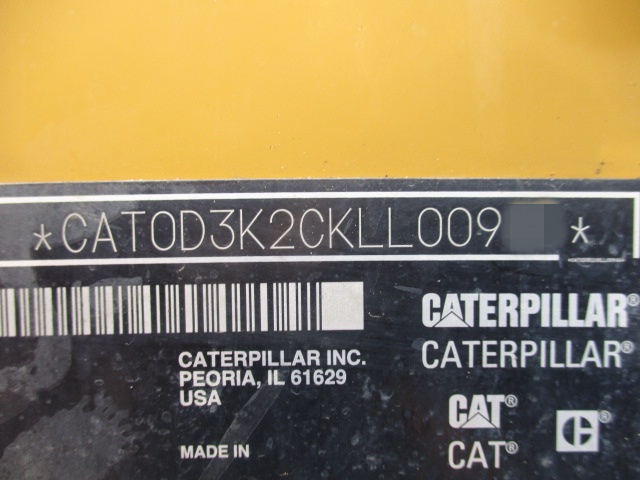 *CAT0D3K2CKLL009 *
CATERPILLAR®
CATERPILLAR®
CATERPILLAR INC.
PEORIA, IL 61629
USA
CAT®
C®
MADE IN
CAT®